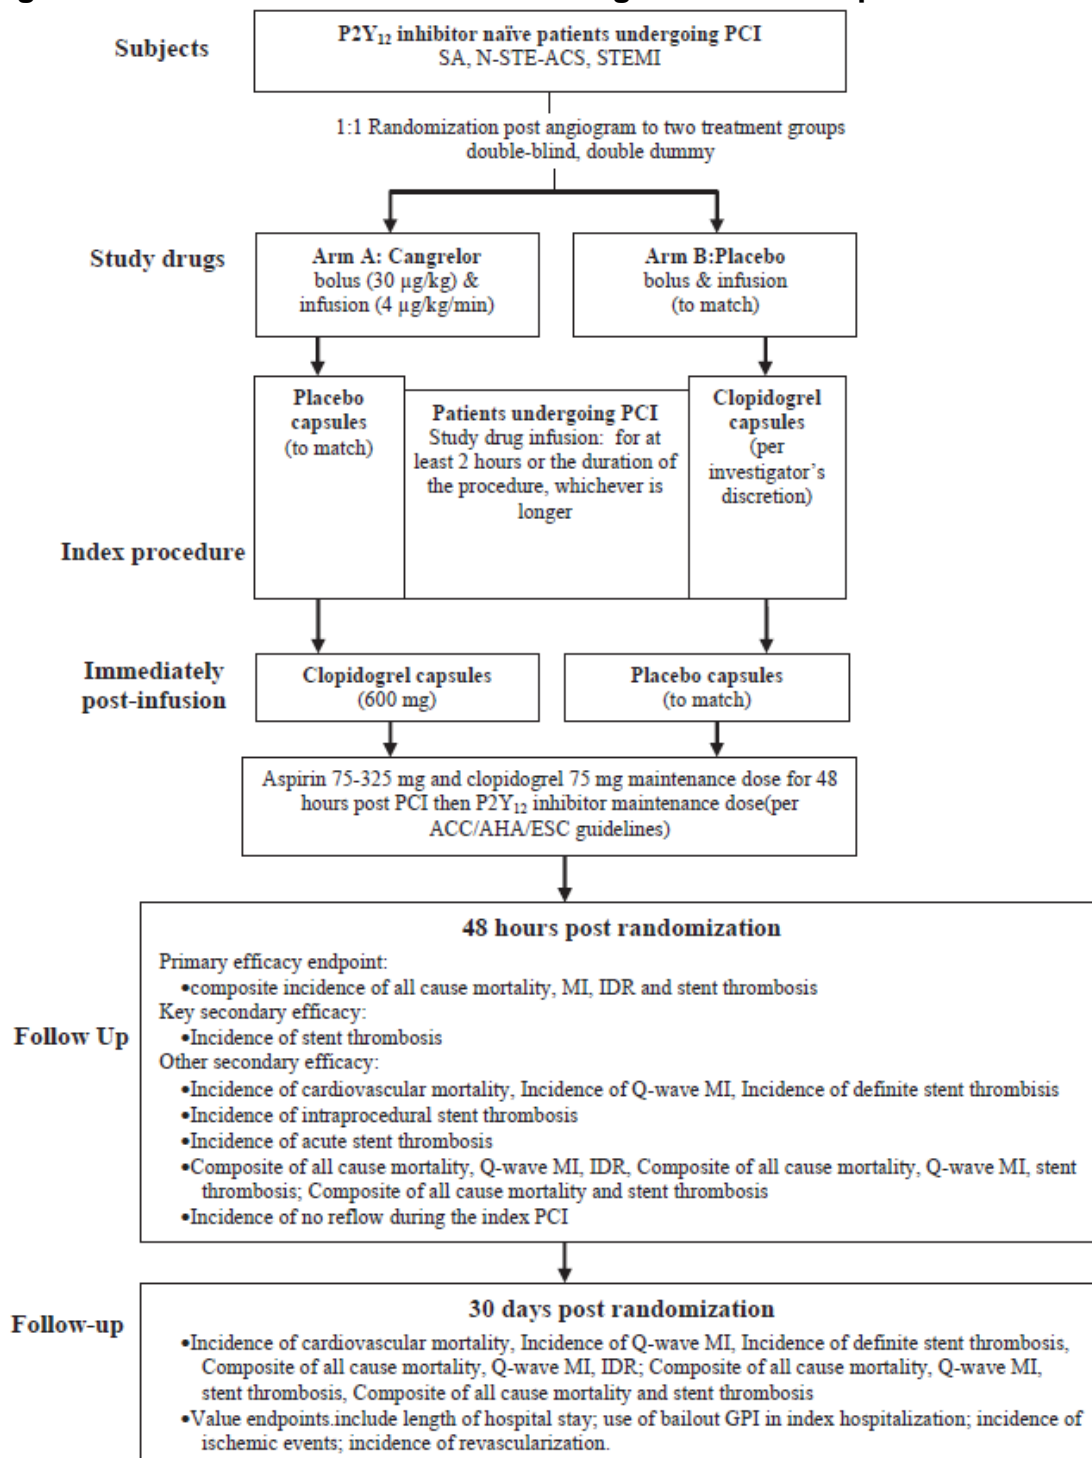 Subjects
P2Y12 inhibitor naïve patients undergoing PCI
SA, N-STE-ACS, STEMI
1:1 Randomization post angiogram to two treatment groups
double-blind, double dummy
Study drugs
Arm A: Cangrelor
bolus (30 µg/kg) &
infusion (4 µg/kg/min)
Arm B:Placebo
bolus & infusion
(to match)
Index procedure
Placebo
capsules
(to match)
Patients undergoing PCI
Study drug infusion: for at
least 2 hours or the duration of
the procedure, whichever is
longer
Clopidogrel
capsules
(per
investigator's
discretion)
Immediately
post-infusion
Clopidogrel capsules
(600 mg)
Placebo capsules
(to match)
Aspirin 75-325 mg and clopidogrel 75 mg maintenance dose for 48
hours post PCI then P2Y12 inhibitor maintenance dose(per
ACC/AHA/ESC guidelines)
Follow Up
48 hours post randomization
Primary efficacy endpoint:
•composite incidence of all cause mortality, MI, IDR and stent thrombosis
Key secondary efficacy:
•Incidence of stent thrombosis
Other secondary efficacy:
•Incidence of cardiovascular mortality, Incidence of Q-wave MI, Incidence of definite stent thrombisis
•Incidence of intraprocedural stent thrombosis
•Incidence of acute stent thrombosis
•Composite of all cause mortality, Q-wave MI, IDR, Composite of all cause mortality, Q-wave MI, stent
thrombosis; Composite of all cause mortality and stent thrombosis
•Incidence of no reflow during the index PCI
Follow-up
30 days post randomization
•Incidence of cardiovascular mortality, Incidence of Q-wave MI, Incidence of definite stent thrombosis,
Composite of all cause mortality, Q-wave MI, IDR; Composite of all cause mortality, Q-wave MI,
stent thrombosis, Composite of all cause mortality and stent thrombosis
•Value endpoints.include length of hospital stay; use of bailout GPI in index hospitalization; incidence of
ischemic events; incidence of revascularization.